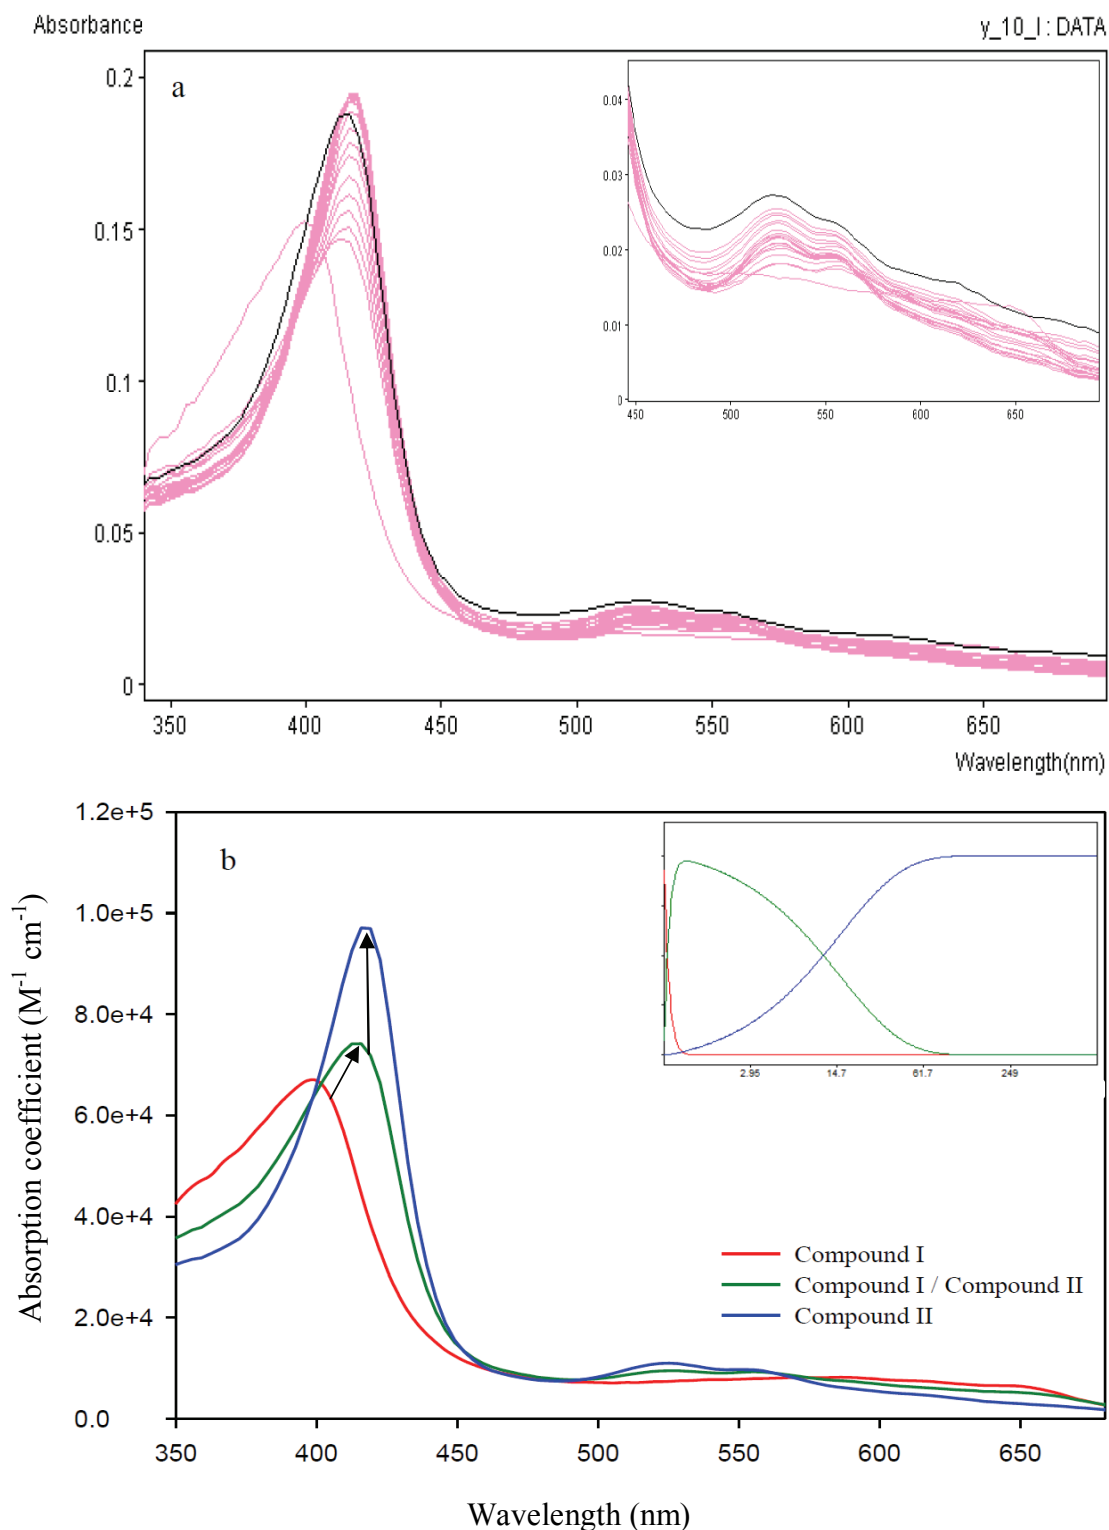 Absorbance
y_10_I : DATA
a
0.2
0.15
0.1
0.05
0
350 400 450 500 550 600 650
Wavelength(nm)
0.04
0.03
0.02
0.01
0
450 500 550 600 650
b
1.2e+5
1.0e+5
8.0e+4
6.0e+4
4.0e+4
2.0e+4
0.0
Absorption coefficient (M⁻¹ cm⁻¹)
2.95 14.7 61.7 249
Compound I
Compound I / Compound II
Compound II
350 400 450 500 550 600 650
Wavelength (nm)